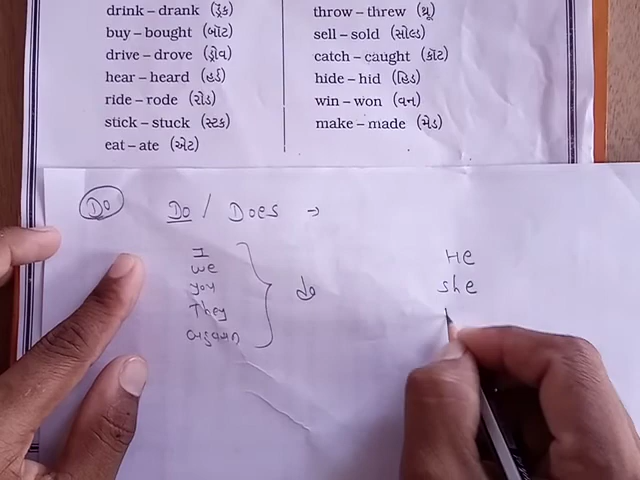 drink – drank (ડ્રૅંક)
buy – bought (બૉટ)
drive – drove (ડ્રોવ)
hear – heard (હર્ડ)
ride – rode (રોડ)
stick – stuck (સ્ટક)
eat – ate (એટ)
throw – threw (થ્રૂ)
sell – sold (સોલ્ડ)
catch – caught (કૉટ)
hide – hid (હિડ)
win – won (વન)
make – made (મેડ)
Do Do / Does →
I
we
you
They
બહુવચન
do
He
she